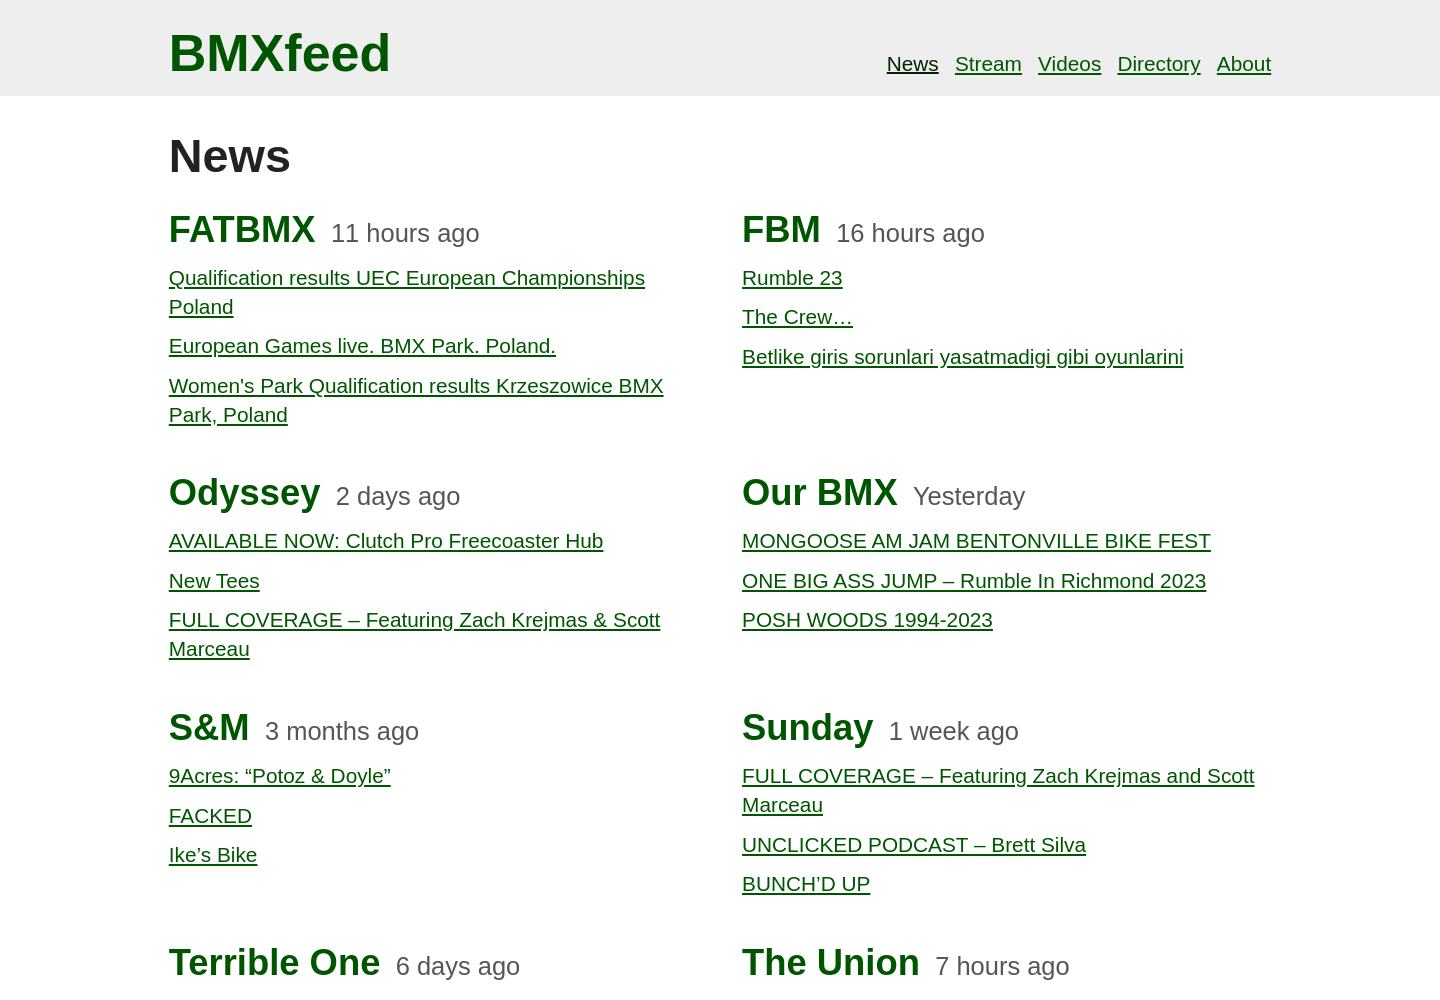 BMXfeed
News Stream Videos Directory About
News
FATBMX 11 hours ago
Qualification results UEC European Championships
Poland
European Games live. BMX Park. Poland.
Women's Park Qualification results Krzeszowice BMX
Park, Poland
FBM 16 hours ago
Rumble 23
The Crew…
Betlike giris sorunlari yasatmadigi gibi oyunlarini
Odyssey 2 days ago
AVAILABLE NOW: Clutch Pro Freecoaster Hub
New Tees
FULL COVERAGE – Featuring Zach Krejmas & Scott
Marceau
Our BMX Yesterday
MONGOOSE AM JAM BENTONVILLE BIKE FEST
ONE BIG ASS JUMP – Rumble In Richmond 2023
POSH WOODS 1994-2023
S&M 3 months ago
9Acres: “Potoz & Doyle”
FACKED
Ike’s Bike
Sunday 1 week ago
FULL COVERAGE – Featuring Zach Krejmas and Scott
Marceau
UNCLICKED PODCAST – Brett Silva
BUNCH’D UP
Terrible One 6 days ago
The Union 7 hours ago